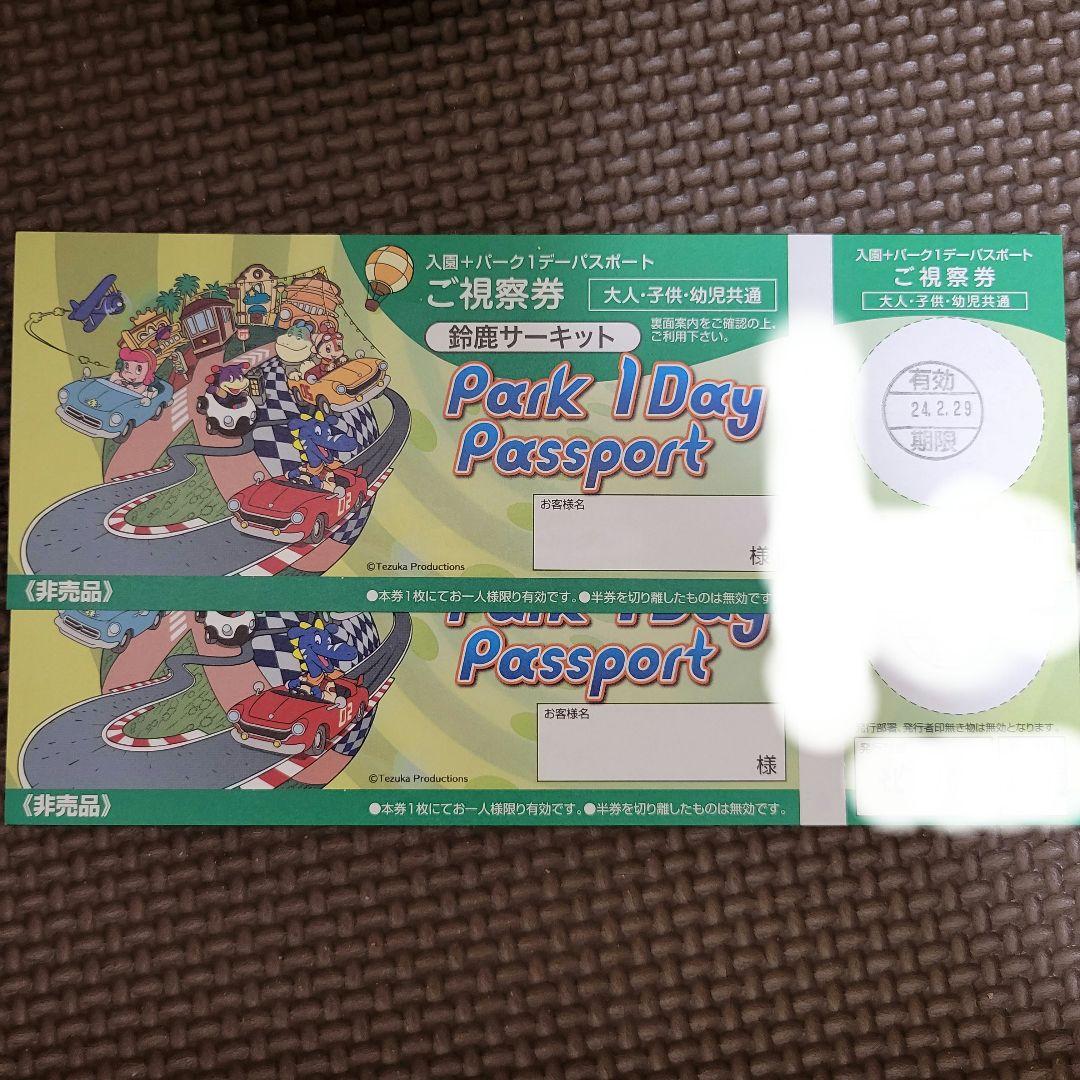 入園+パーク1デーパスポート
ご視察券
大人・子供・幼児共通
鈴鹿サーキット
裏面案内をご確認の上、
ご利用下さい。
Park 1 Day
Passport
お客様名
様
©Tezuka Productions
《非売品》
●本券1枚にてお一人様限り有効です。●半券を切り離したものは無効です
入園+パーク1デーパスポート
ご視察券
大人・子供・幼児共通
有効
24.2.29
期限
Park 1 Day
Passport
お客様名
様
©Tezuka Productions
《非売品》
●本券1枚にてお一人様限り有効です。●半券を切り離したものは無効です。
発行部署、発行者印無き物は無効となります。